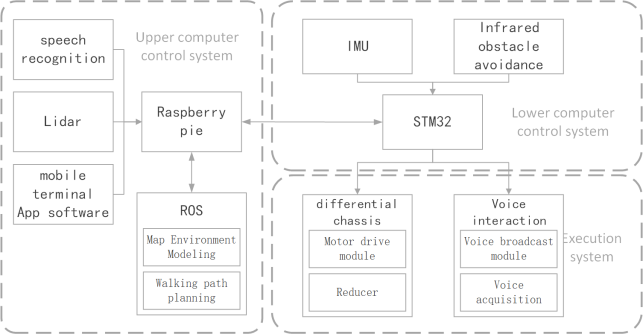 speech
recognition
Upper computer
control system
Lidar
Raspberry
pie
mobile
terminal
App software
ROS
Map Environment
Modeling
Walking path
planning
IMU
Infrared
obstacle
avoidance
STM32
Lower computer
control system
differential
chassis
Motor drive
module
Reducer
Voice
interaction
Voice broadcast
module
Voice
acquisition
Execution
system